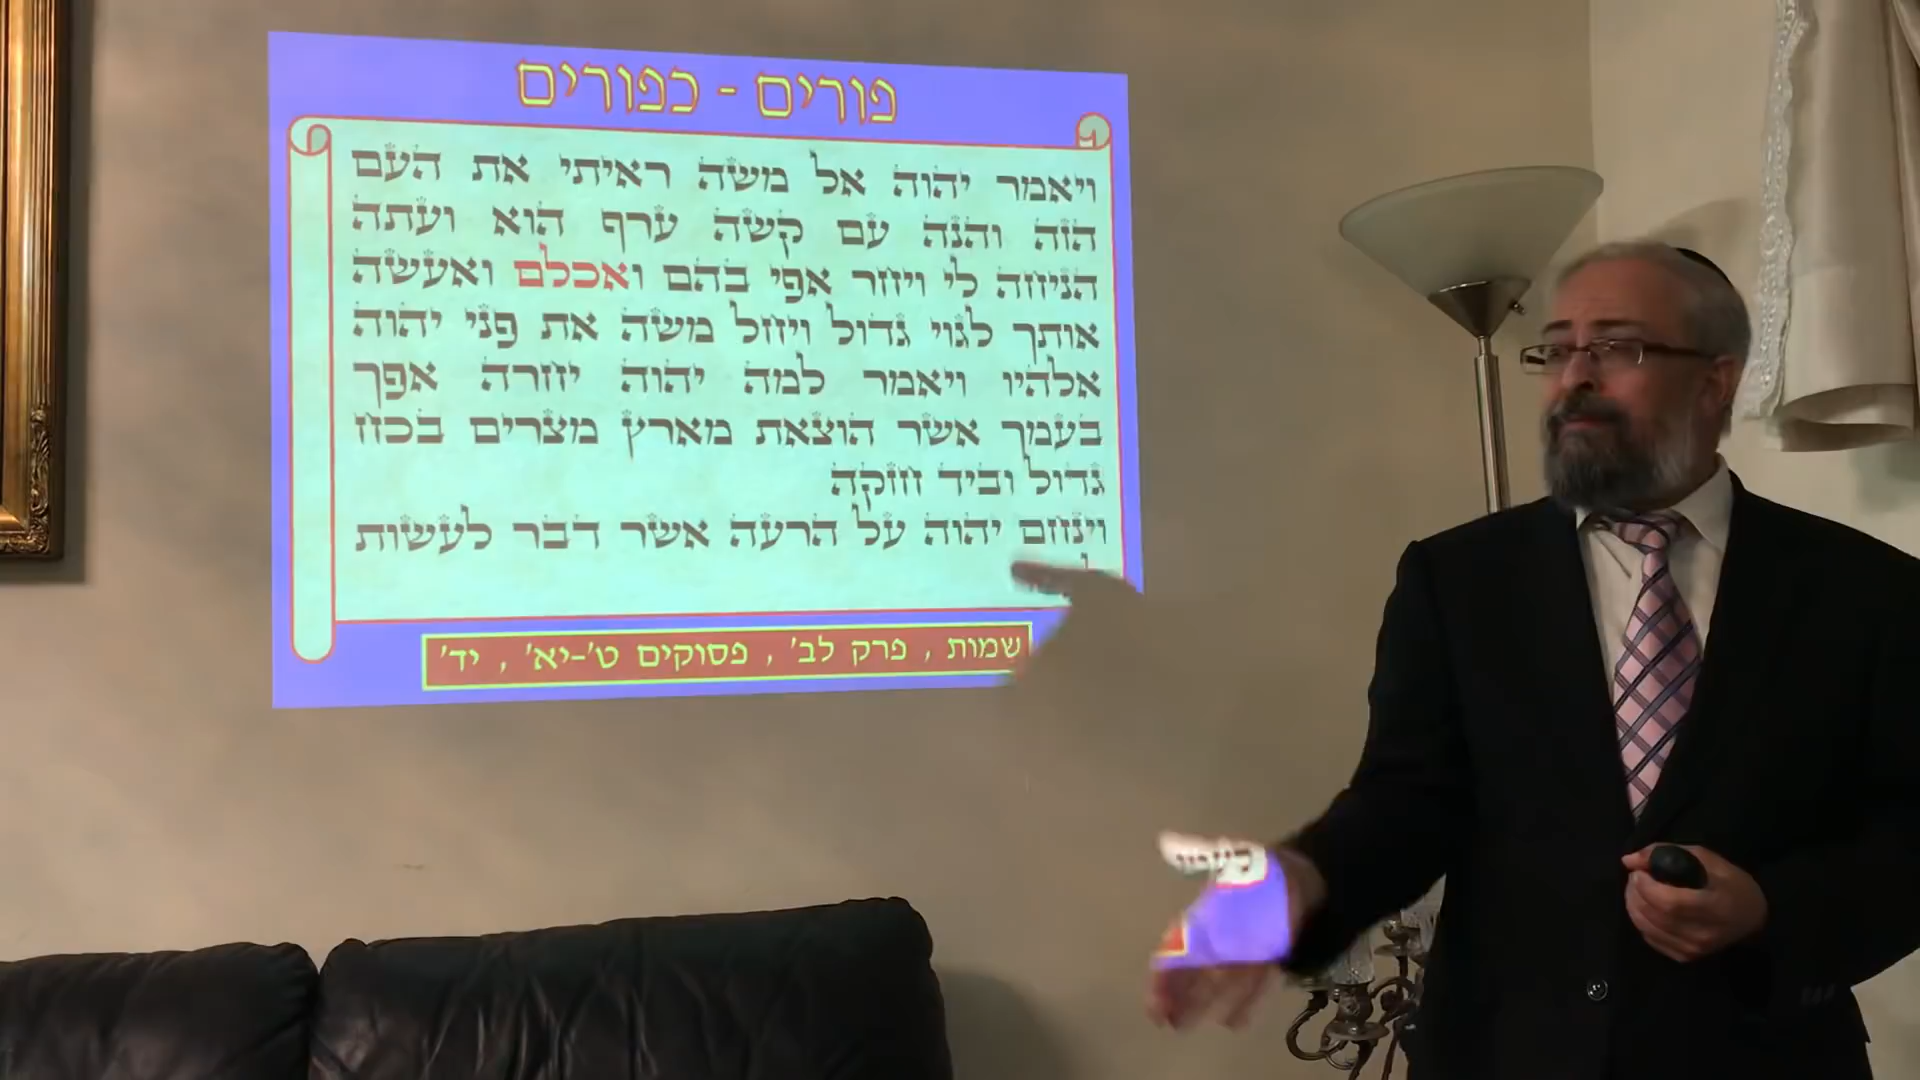 פורים - כפורים
ויאמר יהוה אל משה ראיתי את העם
הזה והנה עם קשה ערף הוא ועתה
הניחה לי ויחר אפי בהם ואכלם ואעשה
אותך לגוי גדול ויחל משה את פני יהוה
אלהיו ויאמר למה יהוה יחרה אפך
בעמך אשר הוצאת מארץ מצרים בכח
גדול וביד חזקה
וינחם יהוה על הרעה אשר דבר לעשות
שמות , פרק לב' , פסוקים ט'-יא' , יד'